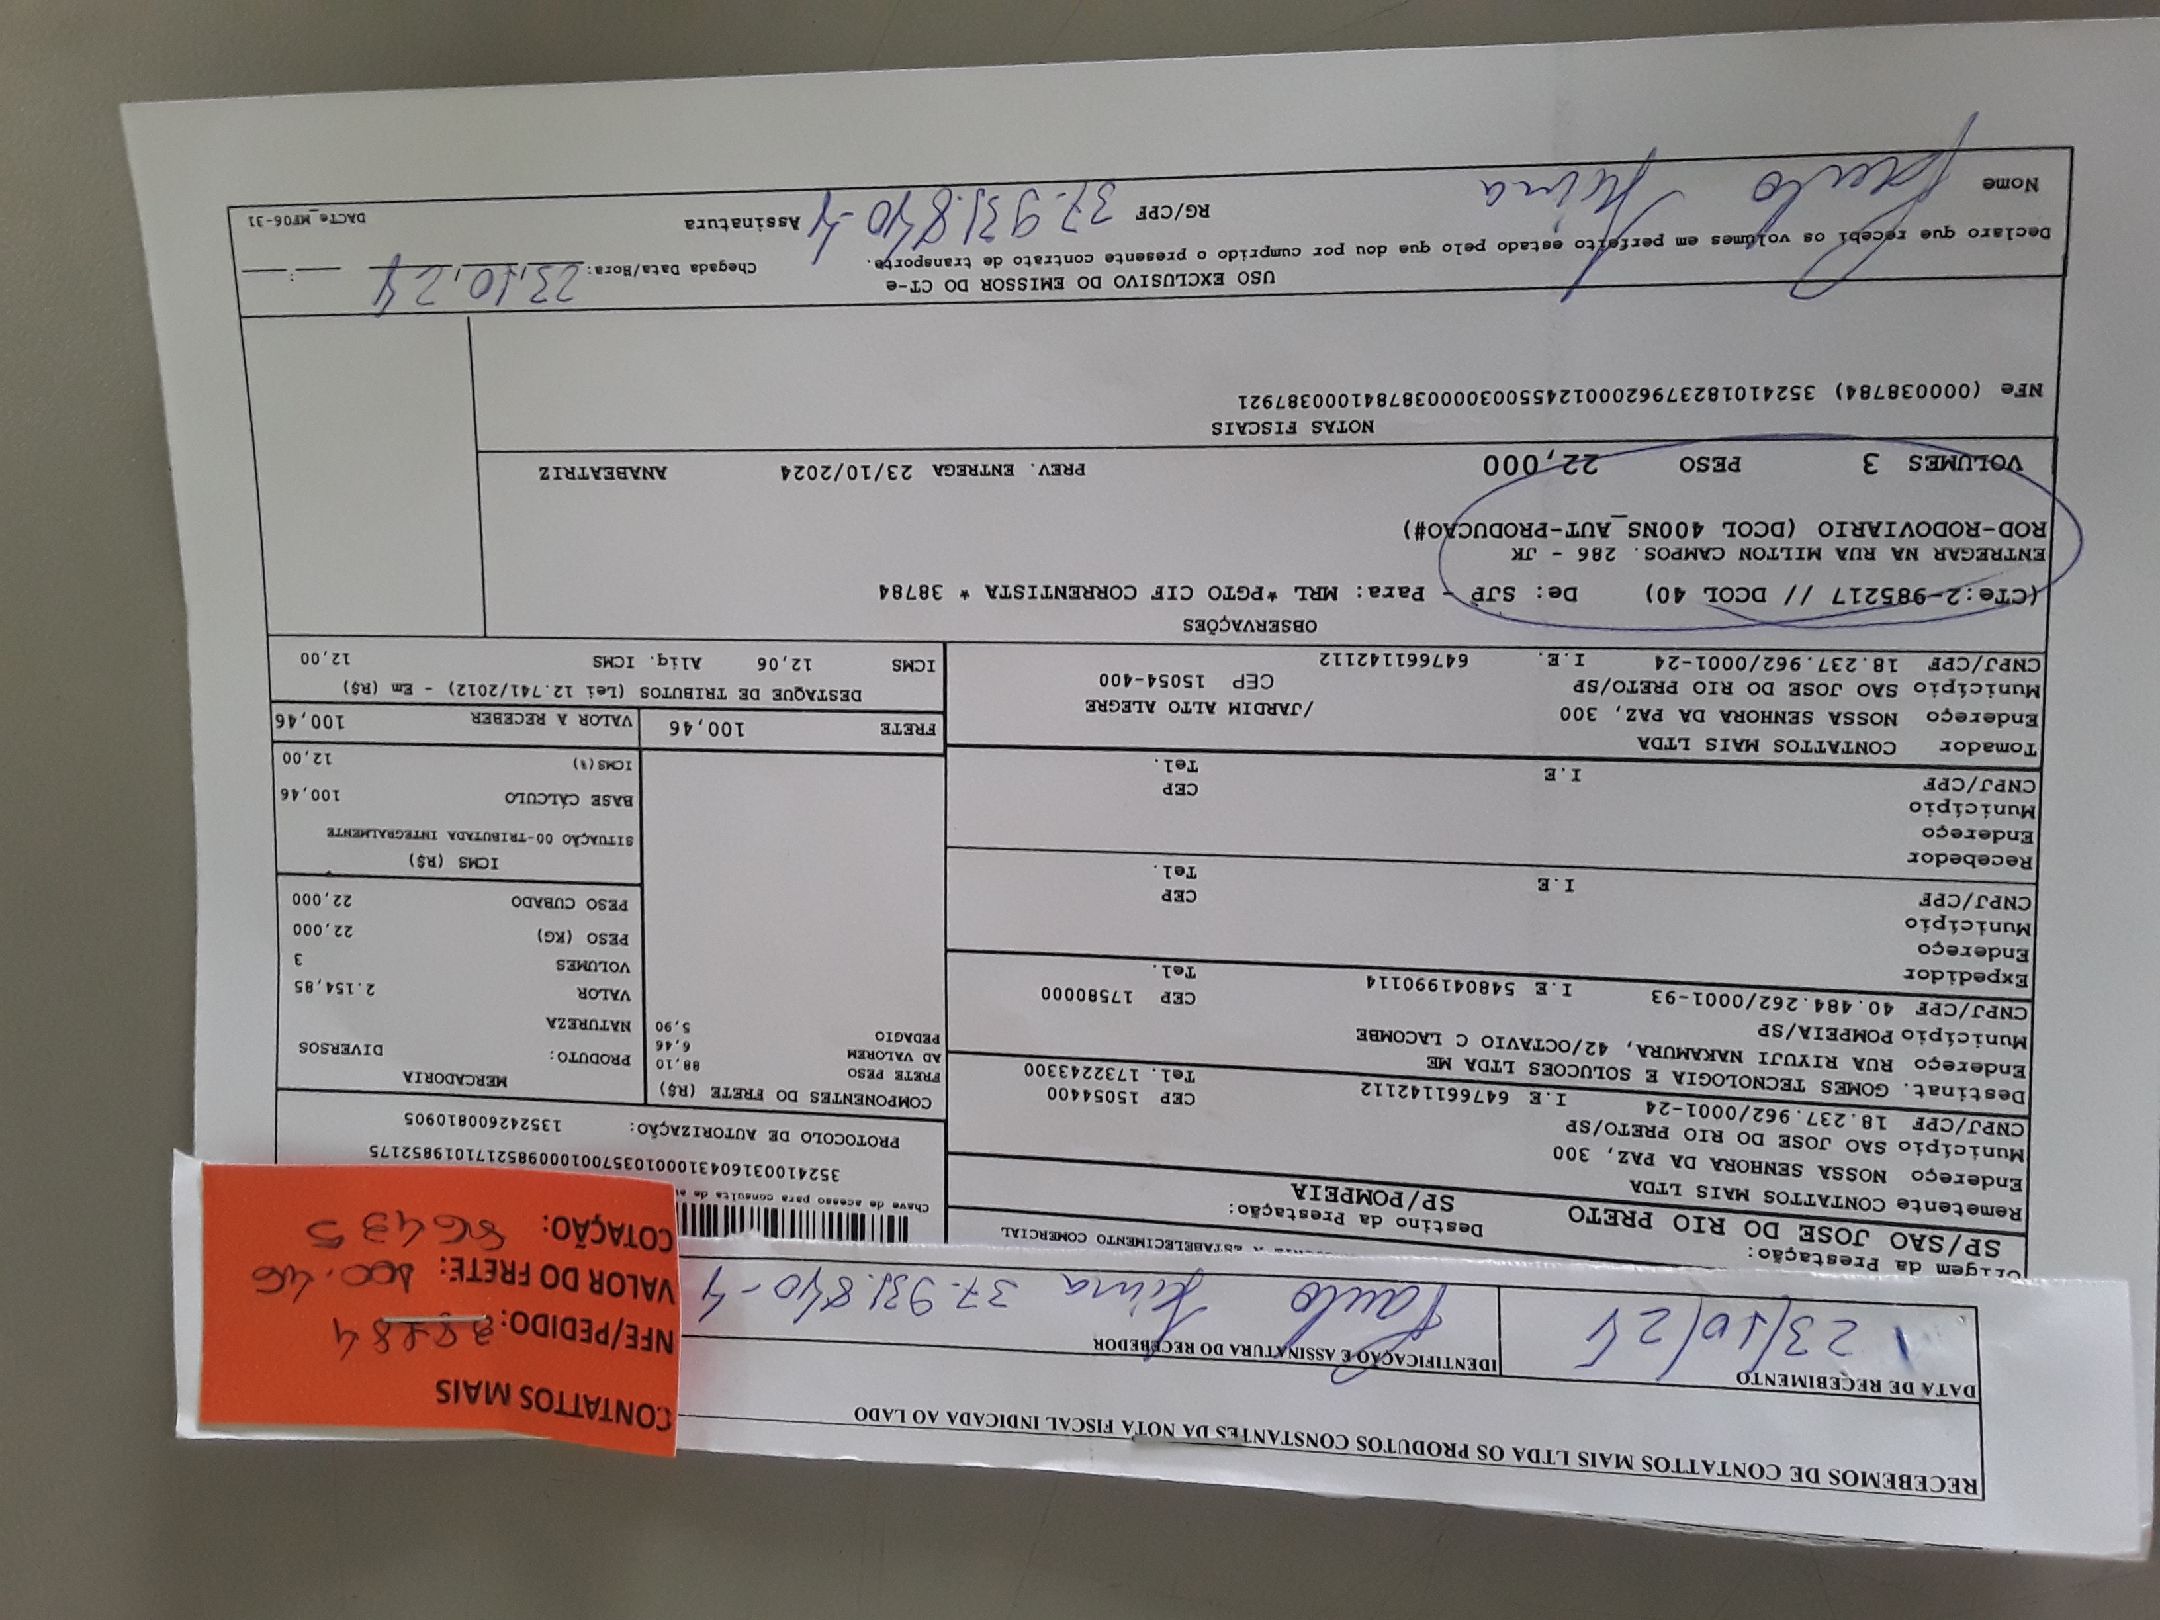 RECEBEMOS DE CONTATTOS MAIS LTDA OS PRODUTOS CONSTANTES DA NOTA FISCAL INDICADA AO LADO
DATA DE RECEBIMENTO
23/10/24
IDENTIFICAÇÃO E ASSINATURA DO RECEBEDOR
Paulo 37.931.840-4
CONTATTOS MAIS
NFE/PEDIDO: 38784
VALOR DO FRETE: 100,46
COTAÇÃO: 56435
Origem da Prestação:
SP/SAO JOSE DO RIO PRETO
ESTABELECIMENTO COMERCIAL
Destino da Prestação:
SP/POMPEIA
Chave de acesso para consulta de
35241003160431000103570010009852171019852175
PROTOCOLO DE AUTORIZAÇÃO: 135242600810905
Remetente CONTATTOS MAIS LTDA
Endereço NOSSA SENHORA DA PAZ, 300
Município SAO JOSE DO RIO PRETO/SP CEP 15054400
CNPJ/CPF 18.237.962/0001-24 I.E 647661142112 Tel. 1732243300
Destinat. GOMES TECNOLOGIA E SOLUCOES LTDA ME
Endereço RUA RIYUJI NAKAMURA, 42/OCTAVIO C LACOMBE
Município POMPEIA/SP CEP 17580000
CNPJ/CPF 40.484.262/0001-93 I.E 548041990114 Tel.
Expedidor
Endereço
Município CEP
CNPJ/CPF I.E Tel.
Recebedor
Endereço
Município CEP
CNPJ/CPF I.E Tel.
Tomador CONTATTOS MAIS LTDA
Endereço NOSSA SENHORA DA PAZ, 300 /JARDIM ALTO ALEGRE
Município SAO JOSE DO RIO PRETO/SP CEP 15054-400
CNPJ/CPF 18.237.962/0001-24 I.E. 647661142112
COMPONENTES DO FRETE (R$)
FRETE PESO 88,10
AD VALOREM 6,46
PEDAGIO 5,90
MERCADORIA
PRODUTO: DIVERSOS
NATUREZA
VALOR 2.154,85
VOLUMES 3
PESO (KG) 22,000
PESO CUBADO 22,000
ICMS (R$)
SITUAÇÃO 00-TRIBUTADA INTEGRALMENTE
BASE CÁLCULO 100,46
ICMS(%) 12,00
FRETE 100,46
VALOR A RECEBER 100,46
DESTAQUE DE TRIBUTOS (Lei 12.741/2012) - Em (R$)
ICMS 12,06 Aliq. ICMS 12,00
OBSERVAÇÕES
(CTe:2-985217 // DCOL 40) De: SJP - Para: MRL *PGTO CIF CORRENTISTA * 38784
ENTREGAR NA RUA MILTON CAMPOS. 286 - JK
ROD-RODOVIARIO (DCOL 400NS_AUT-PRODUCAO#)
VOLUMES 3 PESO 22,000 PREV. ENTREGA 23/10/2024 ANABEATRIZ
NOTAS FISCAIS
NFe (000038784) 35241018237962000124550030000387841000387921
USO EXCLUSIVO DO EMISSOR DO CT-e
Chegada Data/Hora: 23,10,24 __:__
Declaro que recebi os volumes em perfeito estado pelo que dou por cumprido o presente contrato de transporte.
Nome Paulo RG/CPF 37.931.840-4 Assinatura
DACTe_MF06-31